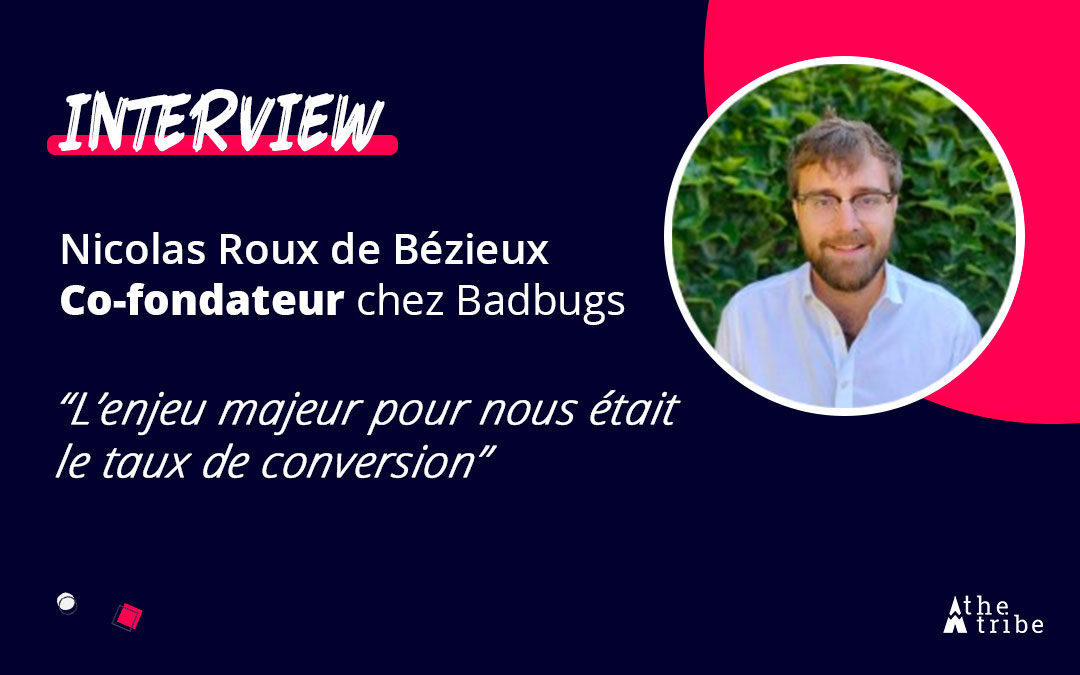 INTERVIEW
Nicolas Roux de Bézieux
Co-fondateur chez Badbugs
“L’enjeu majeur pour nous était
le taux de conversion”
the
tribe